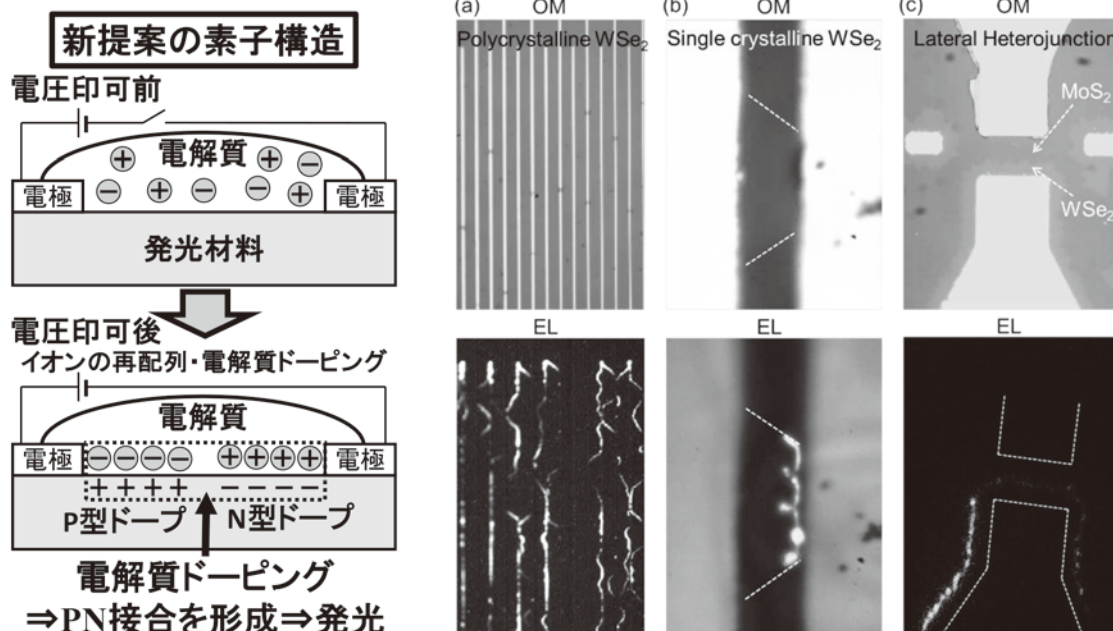 新提案の素子構造
電圧印可前
電解質
+
−
+
−
+
−
−
+
電極
電極
発光材料
電圧印可後
イオンの再配列・電解質ドーピング
電解質
電極
− − − −
+ + + +
電極
+ + + +
− − − −
P型ドープ
N型ドープ
電解質ドーピング
⇒PN接合を形成⇒発光
(a)
OM
Polycrystalline WSe₂
EL
(b)
OM
Single crystalline WSe₂
EL
(c)
OM
Lateral Heterojunction
MoS₂
WSe₂
EL